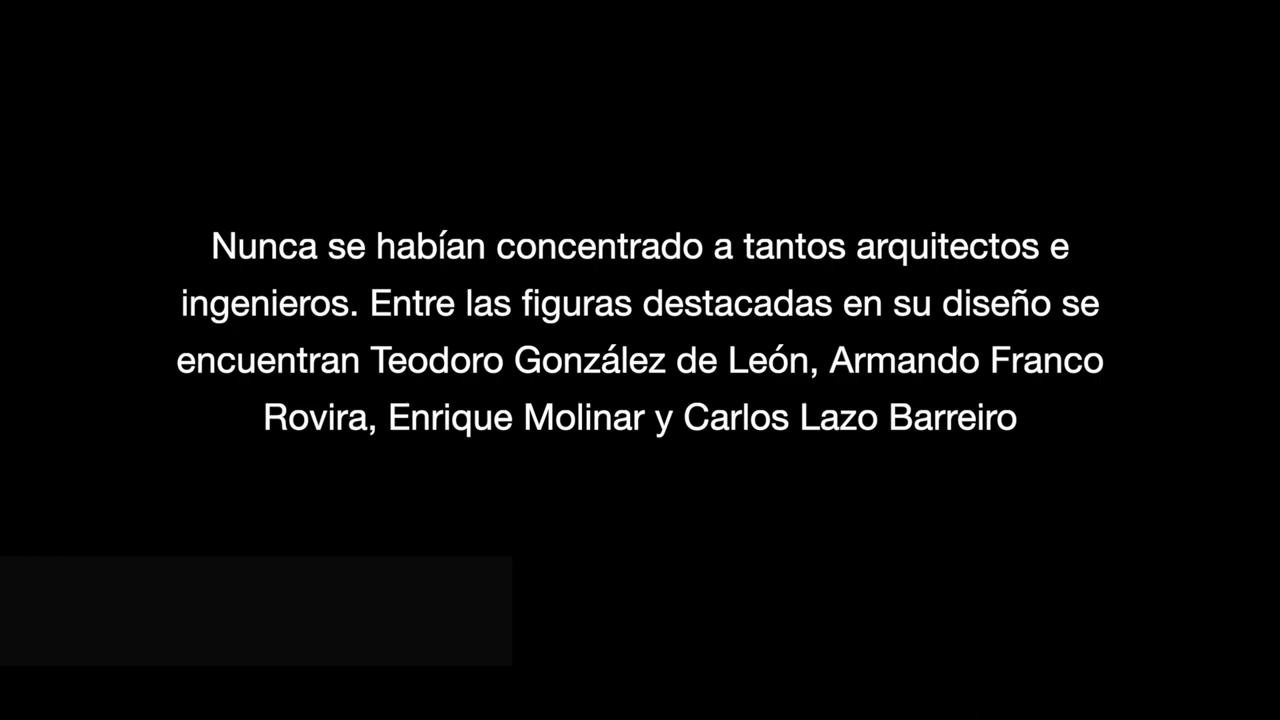 Nunca se habían concentrado a tantos arquitectos e
ingenieros. Entre las figuras destacadas en su diseño se
encuentran Teodoro González de León, Armando Franco
Rovira, Enrique Molinar y Carlos Lazo Barreiro